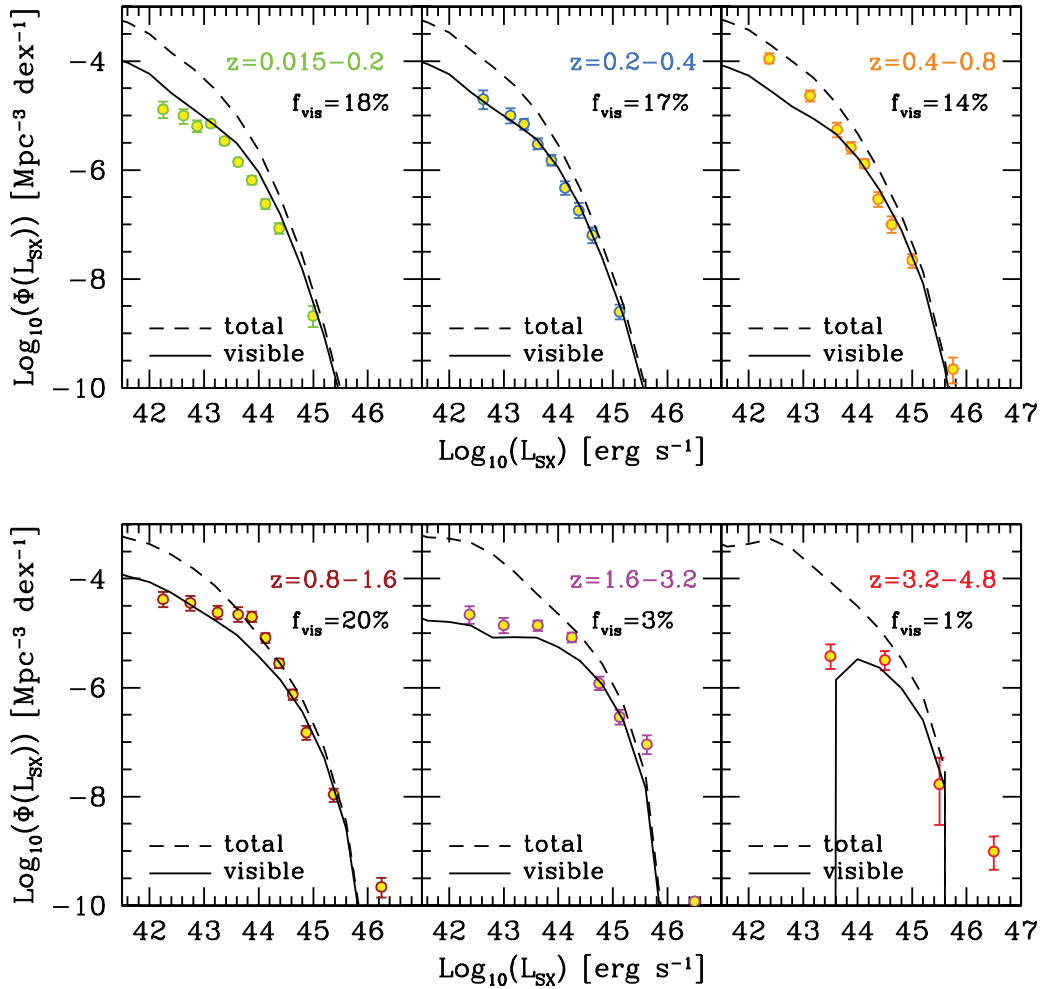 z=0.015−0.2
f_vis=18%
z=0.2−0.4
f_vis=17%
z=0.4−0.8
f_vis=14%
−4
−6
−8
−10
Log₁₀(Φ(L_SX)) [Mpc⁻³ dex⁻¹]
total
visible
total
visible
total
visible
42 43 44 45 46 42 43 44 45 46 42 43 44 45 46 47
Log₁₀(L_SX) [erg s⁻¹]
z=0.8−1.6
f_vis=20%
z=1.6−3.2
f_vis=3%
z=3.2−4.8
f_vis=1%
−4
−6
−8
−10
Log₁₀(Φ(L_SX)) [Mpc⁻³ dex⁻¹]
total
visible
total
visible
total
visible
42 43 44 45 46 42 43 44 45 46 42 43 44 45 46 47
Log₁₀(L_SX) [erg s⁻¹]